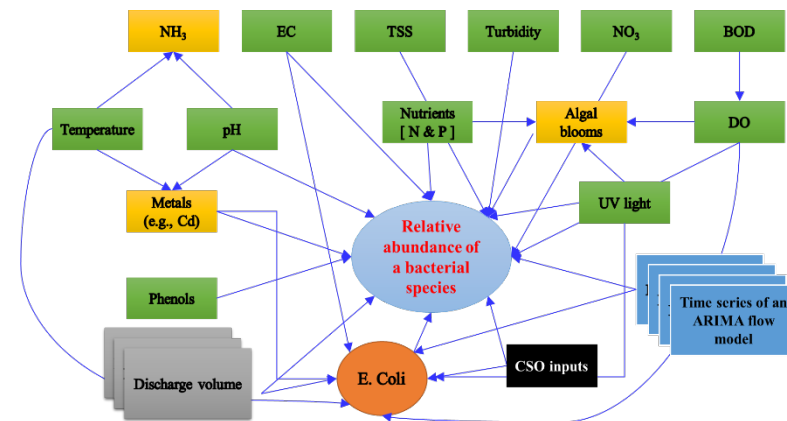 NH₃
EC
TSS
Turbidity
NO₃
BOD
Temperature
pH
Nutrients
[ N & P ]
Algal
blooms
DO
Metals
(e.g., Cd)
Relative
abundance of
a bacterial
species
UV light
Phenols
Time series of an
ARIMA flow
model
Discharge volume
E. Coli
CSO inputs